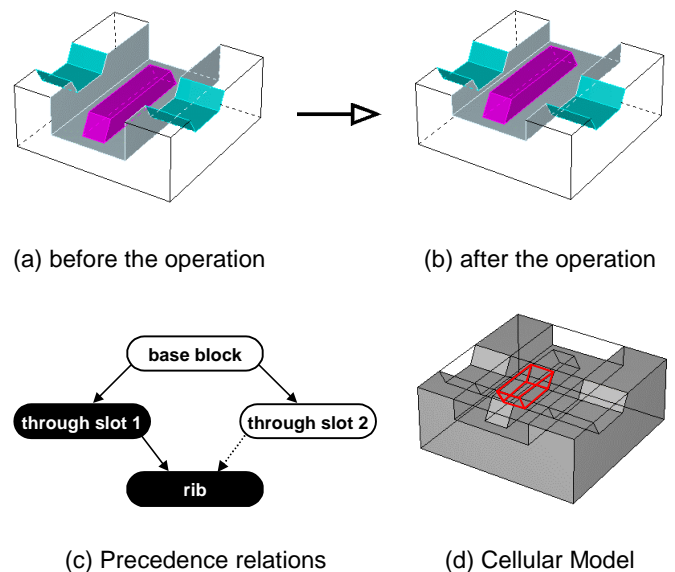 (a) before the operation
(b) after the operation
base block
through slot 1
through slot 2
rib
(c) Precedence relations
(d) Cellular Model